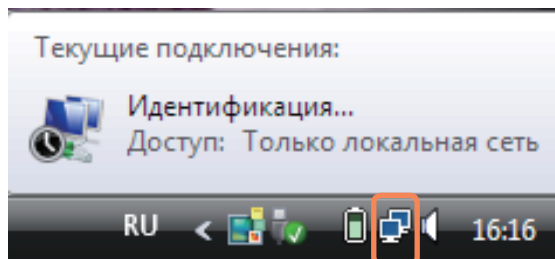 Текущие подключения:
Идентификация...
Доступ: Только локальная сеть
RU < 16:16